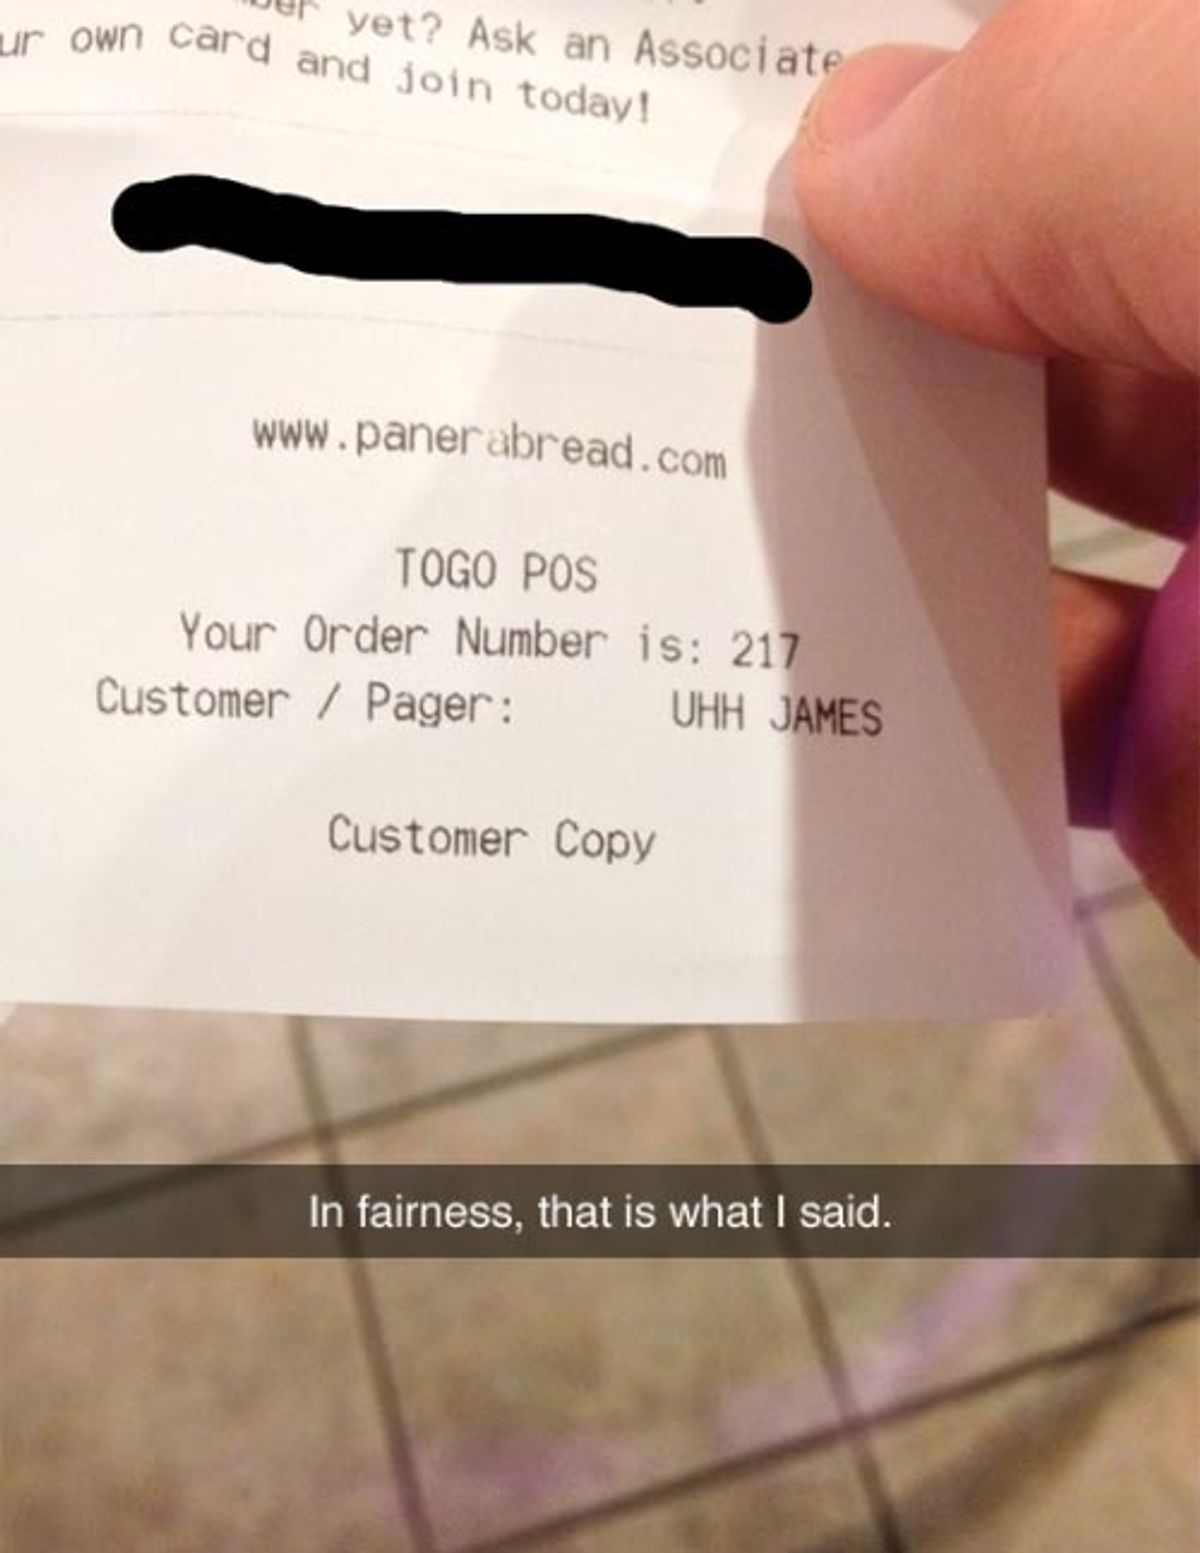 yet? Ask an Associate
own card and join today!
www.panerabread.com
TOGO POS
Your Order Number is: 217
Customer / Pager: UHH JAMES
Customer Copy
In fairness, that is what I said.